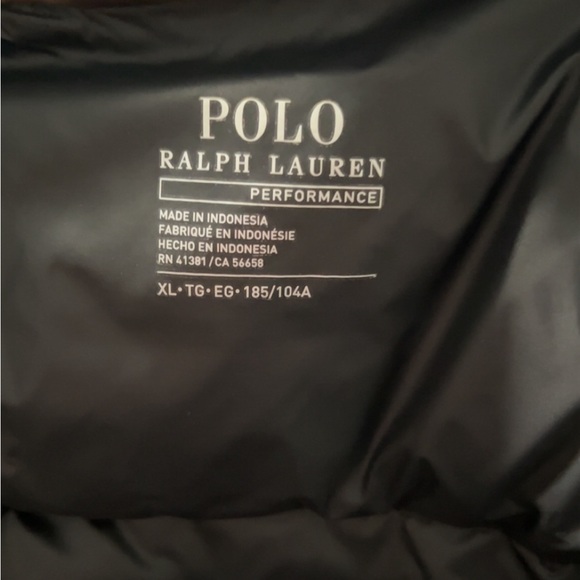 POLO
RALPH LAUREN
PERFORMANCE
MADE IN INDONESIA
FABRIQUÉ EN INDONÉSIE
HECHO EN INDONESIA
RN 41381/CA 56658
XL•TG•EG•185/104A